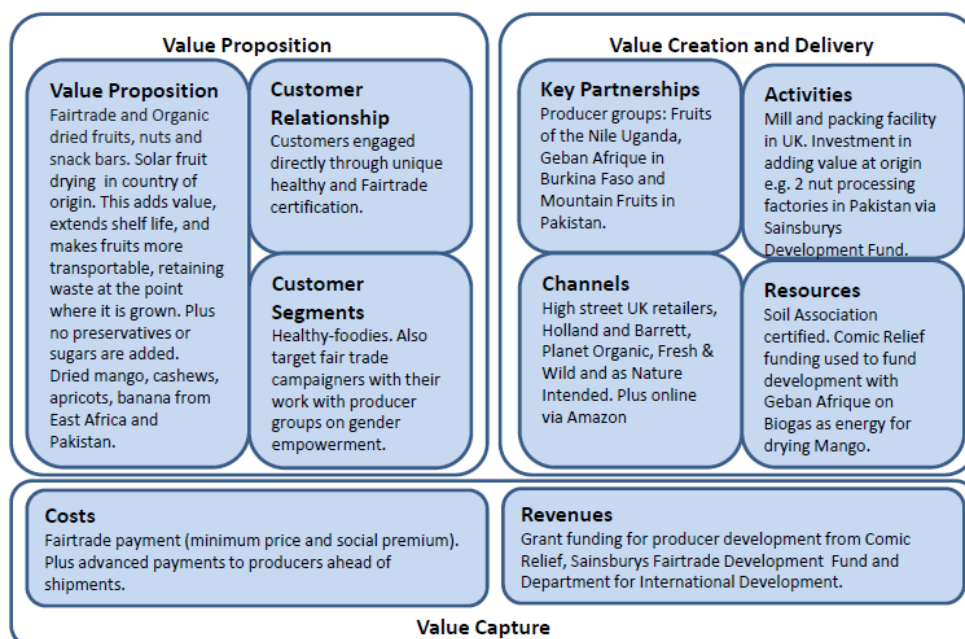 Value Proposition
Value Proposition
Fairtrade and Organic
dried fruits, nuts and
snack bars. Solar fruit
drying in country of
origin. This adds value,
extends shelf life, and
makes fruits more
transportable, retaining
waste at the point
where it is grown. Plus
no preservatives or
sugars are added.
Dried mango, cashews,
apricots, banana from
East Africa and
Pakistan.
Customer
Relationship
Customers engaged
directly through unique
healthy and Fairtrade
certification.
Customer
Segments
Healthy-foodies. Also
target fair trade
campaigners with their
work with producer
groups on gender
empowerment.
Value Creation and Delivery
Key Partnerships
Producer groups: Fruits
of the Nile Uganda,
Geban Afrique in
Burkina Faso and
Mountain Fruits in
Pakistan.
Activities
Mill and packing facility
in UK. Investment in
adding value at origin
e.g. 2 nut processing
factories in Pakistan via
Sainsburys
Development Fund.
Channels
High street UK retailers,
Holland and Barrett,
Planet Organic, Fresh &
Wild and as Nature
Intended. Plus online
via Amazon
Resources
Soil Association
certified. Comic Relief
funding used to fund
development with
Geban Afrique on
Biogas as energy for
drying Mango.
Costs
Fairtrade payment (minimum price and social premium).
Plus advanced payments to producers ahead of
shipments.
Revenues
Grant funding for producer development from Comic
Relief, Sainsburys Fairtrade Development Fund and
Department for International Development.
Value Capture